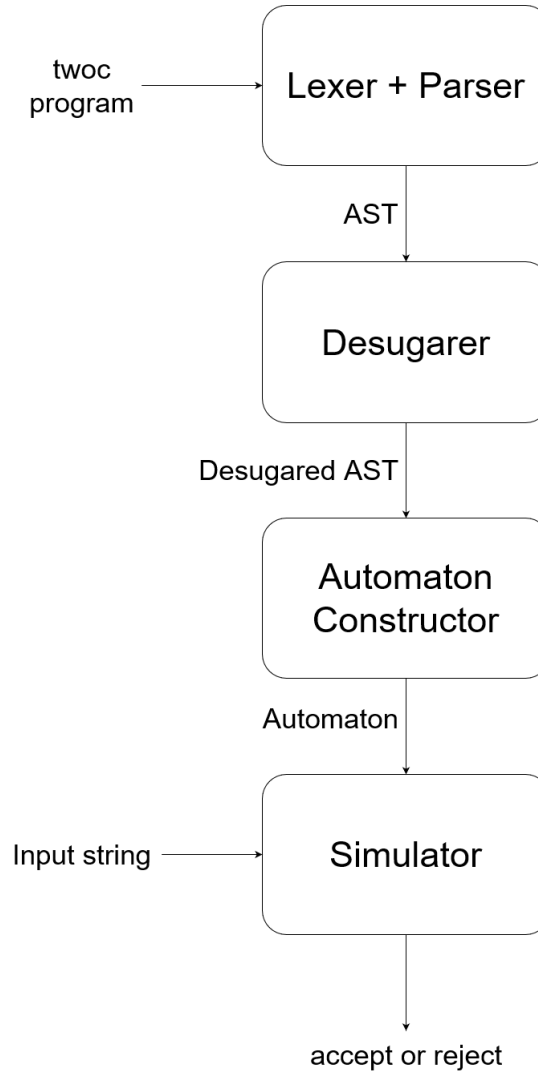 twoc
program
Lexer + Parser
AST
Desugarer
Desugared AST
Automaton
Constructor
Automaton
Input string
Simulator
accept or reject